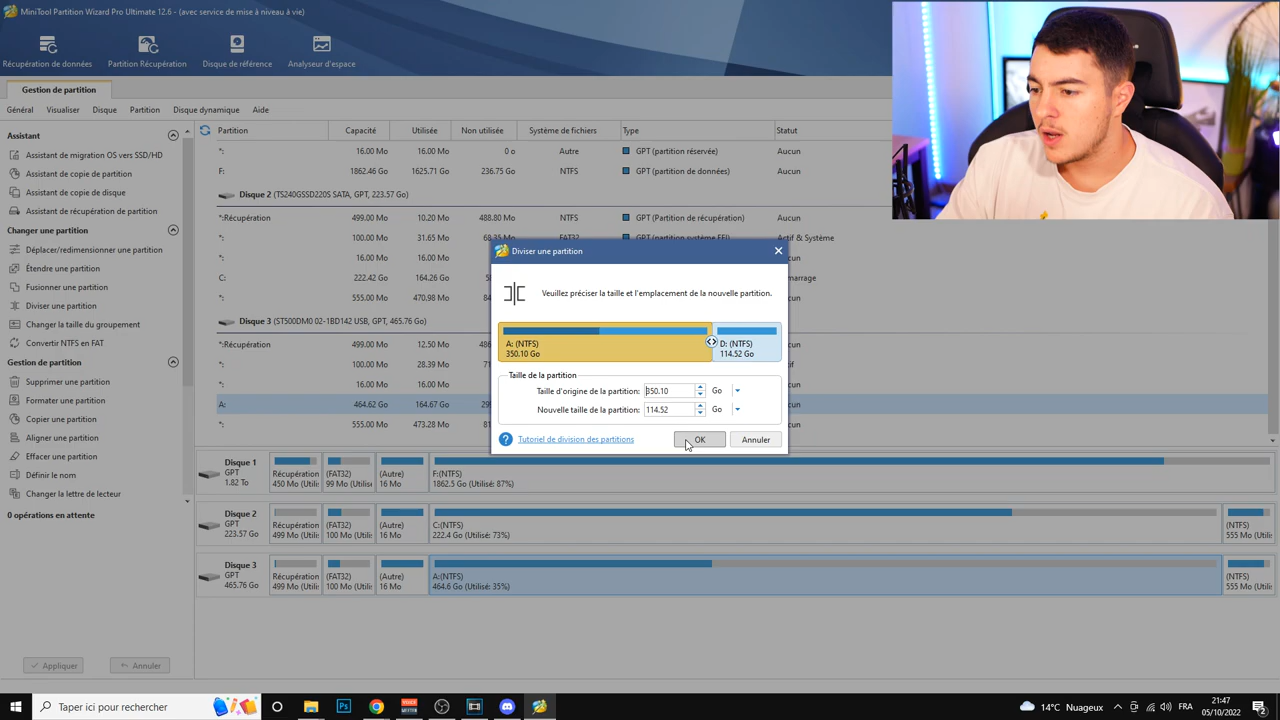 MiniTool Partition Wizard Pro Ultimate 12.6 - (avec service de mise à niveau à vie)
Récupération de données
Partition Récupération
Disque de référence
Analyseur d'espace
Gestion de partition
Général Visualiser Disque Partition Disque dynamique Aide
Assistant
Assistant de migration OS vers SSD/HD
Assistant de copie de partition
Assistant de copie de disque
Assistant de récupération de partition
Changer une partition
Déplacer/redimensionner une partition
Étendre une partition
Fusionner une partition
Diviser une partition
Changer la taille du groupement
Convertir NTFS en FAT
Gestion de partition
Supprimer une partition
Formater une partition
Copier une partition
Aligner une partition
Effacer une partition
Définir le nom
Changer la lettre de lecteur
0 opérations en attente
Appliquer Annuler
Partition Capacité Utilisée Non utilisée Système de fichiers Type Statut
*: 16.00 Mo 16.00 Mo 0 o Autre GPT (partition réservée) Aucun
F: 1862.46 Go 1625.71 Go 236.75 Go NTFS GPT (partition de données) Aucun
Disque 2 (TS240GSSD220S SATA, GPT, 223.57 Go)
*:Récupération 499.00 Mo 10.20 Mo 488.80 Mo NTFS GPT (Partition de récupération) Aucun
*: 100.00 Mo 31.65 Mo 68.35 Mo FAT32 GPT (partition système EFI) Actif & Système
*: 16.00 Mo 16.00 Mo
C: 222.42 Go 164.26 Go
*: 555.00 Mo 470.98 Mo
Disque 3 (ST500DM0 02-1BD142 USB, GPT, 465.76 Go)
*:Récupération 499.00 Mo 12.50 Mo
*: 100.00 Mo 28.39 Mo
*: 16.00 Mo 16.00 Mo
A: 464.62 Go 164.67 Go
*: 555.00 Mo 473.28 Mo
Diviser une partition
Veuillez préciser la taille et l'emplacement de la nouvelle partition.
A: (NTFS)
350.10 Go
D: (NTFS)
114.52 Go
Taille de la partition
Taille d'origine de la partition: 350.10 Go
Nouvelle taille de la partition: 114.52 Go
Tutoriel de division des partitions
OK Annuler
Disque 1
GPT
1.82 To
Récupération
450 Mo (Utilis
(FAT32)
99 Mo (Utilis
(Autre)
16 Mo
F:(NTFS)
1862.5 Go (Utilisé: 87%)
Disque 2
GPT
223.57 Go
Récupération
499 Mo (Utilis
(FAT32)
100 Mo (Utilis
(Autre)
16 Mo
C:(NTFS)
222.4 Go (Utilisé: 73%)
(NTFS)
555 Mo (Utilis
Disque 3
GPT
465.76 Go
Récupération
499 Mo (Utilis
(FAT32)
100 Mo (Utilis
(Autre)
16 Mo
A:(NTFS)
464.6 Go (Utilisé: 35%)
(NTFS)
555 Mo (Utilis
Taper ici pour rechercher
14°C Nuageux
FRA
21:47
05/10/2022